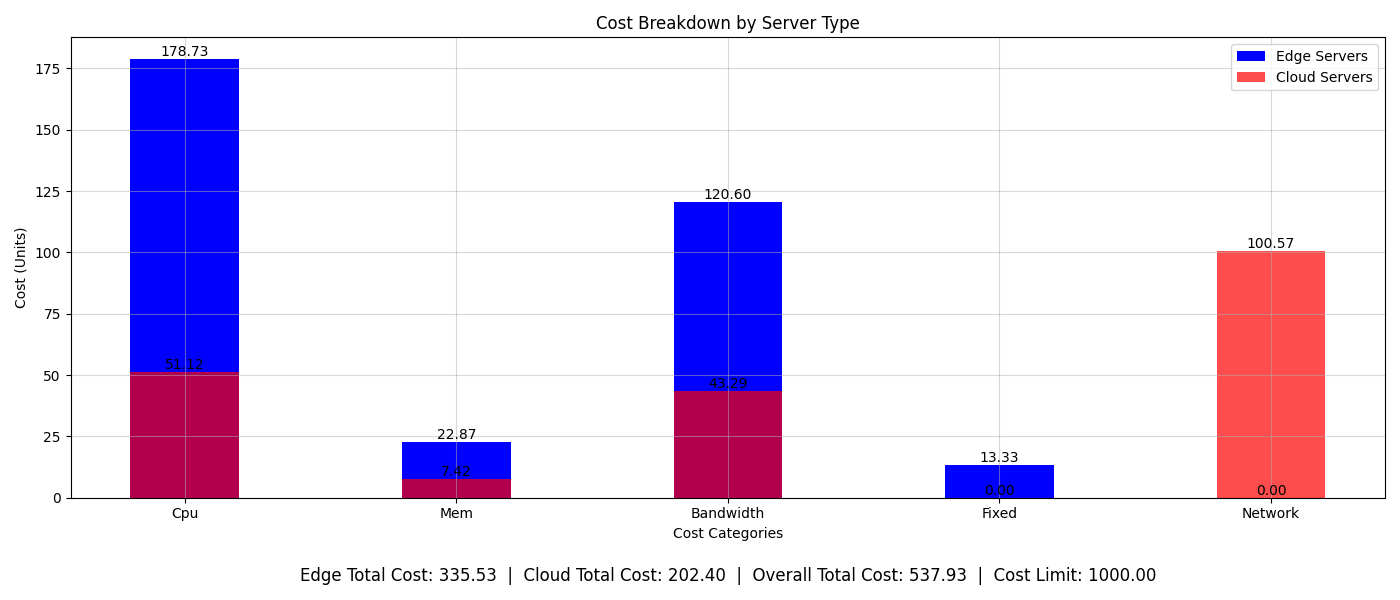 Cost Breakdown by Server Type
Edge Servers
Cloud Servers
Cost (Units)
175
150
125
100
75
50
25
0
178.73
51.12
22.87
7.42
120.60
43.29
13.33
0.00
100.57
0.00
Cpu
Mem
Bandwidth
Fixed
Network
Cost Categories
Edge Total Cost: 335.53 | Cloud Total Cost: 202.40 | Overall Total Cost: 537.93 | Cost Limit: 1000.00